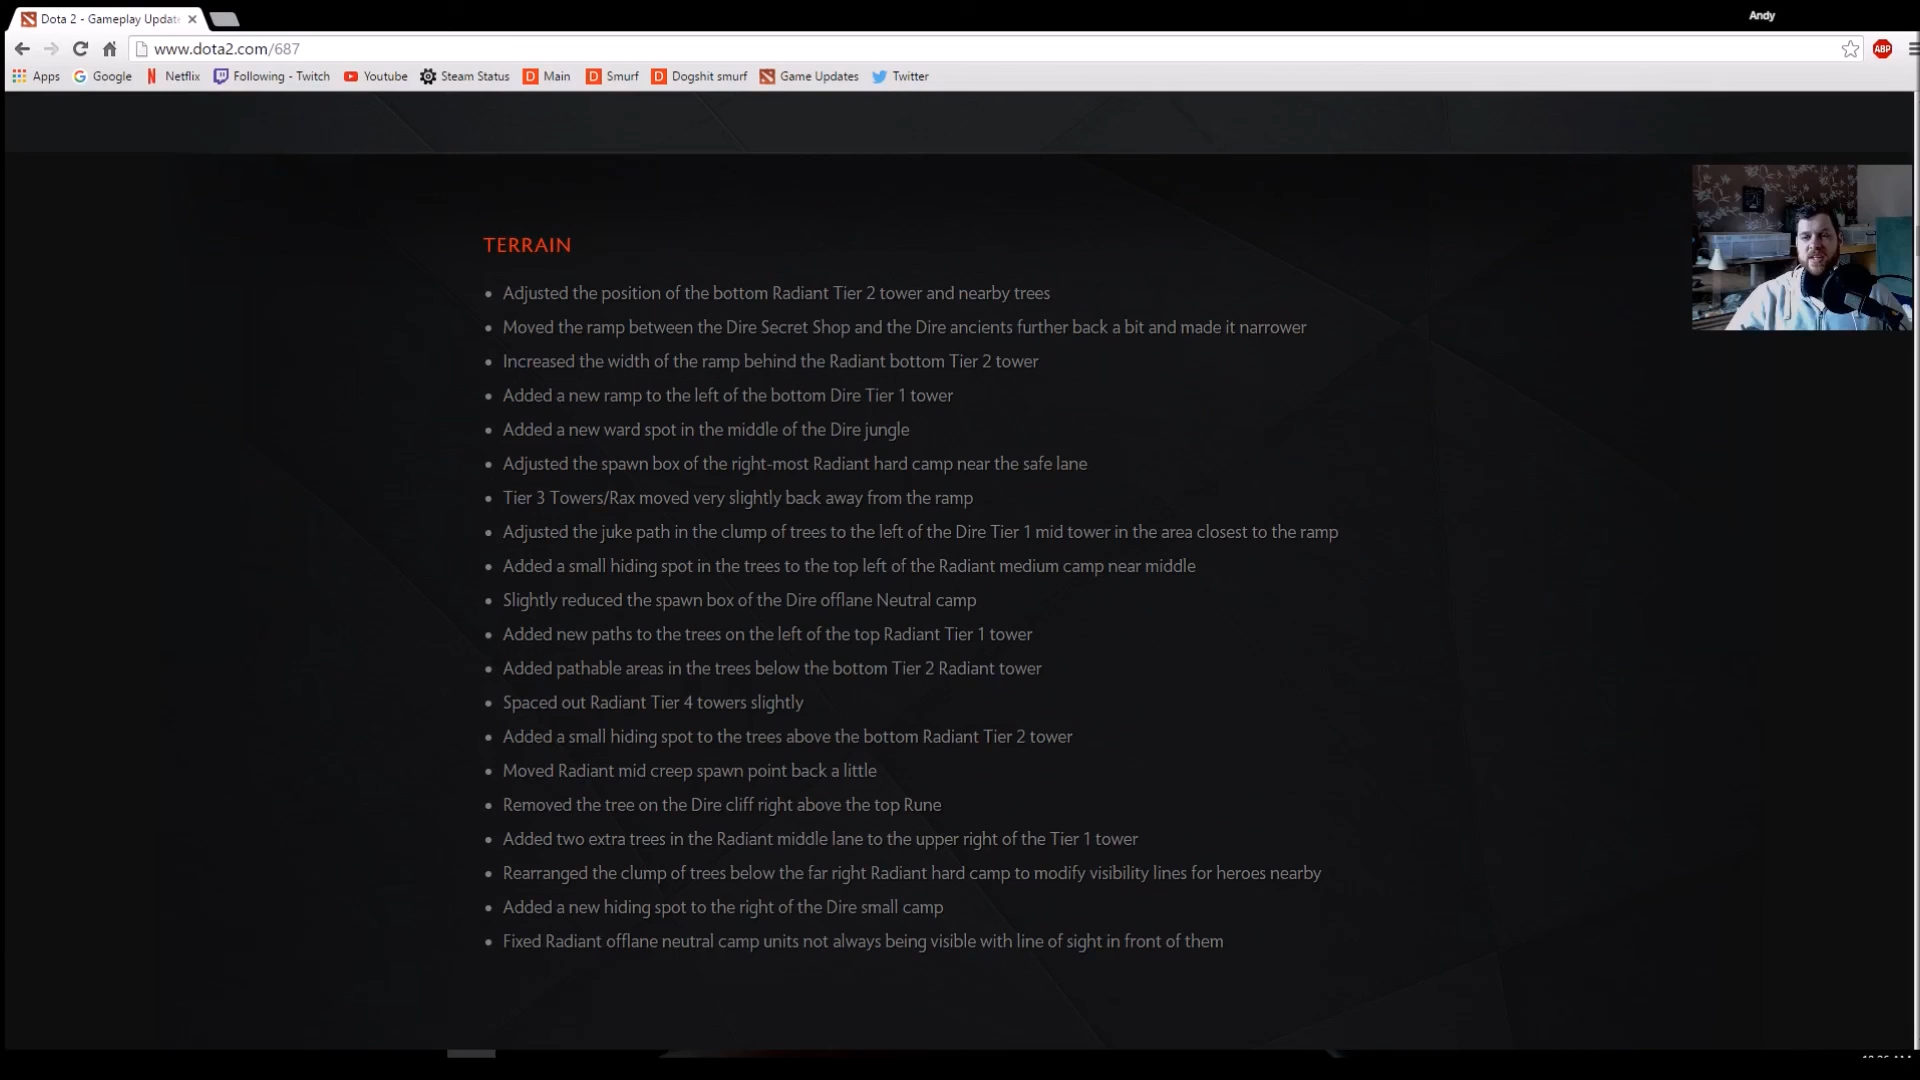 Dota 2 - Gameplay Updat
Andy
www.dota2.com/687
ABP
Apps Google Netflix Following - Twitch Youtube Steam Status Main Smurf Dogshit smurf Game Updates Twitter
TERRAIN
• Adjusted the position of the bottom Radiant Tier 2 tower and nearby trees
• Moved the ramp between the Dire Secret Shop and the Dire ancients further back a bit and made it narrower
• Increased the width of the ramp behind the Radiant bottom Tier 2 tower
• Added a new ramp to the left of the bottom Dire Tier 1 tower
• Added a new ward spot in the middle of the Dire jungle
• Adjusted the spawn box of the right-most Radiant hard camp near the safe lane
• Tier 3 Towers/Rax moved very slightly back away from the ramp
• Adjusted the juke path in the clump of trees to the left of the Dire Tier 1 mid tower in the area closest to the ramp
• Added a small hiding spot in the trees to the top left of the Radiant medium camp near middle
• Slightly reduced the spawn box of the Dire offlane Neutral camp
• Added new paths to the trees on the left of the top Radiant Tier 1 tower
• Added pathable areas in the trees below the bottom Tier 2 Radiant tower
• Spaced out Radiant Tier 4 towers slightly
• Added a small hiding spot to the trees above the bottom Radiant Tier 2 tower
• Moved Radiant mid creep spawn point back a little
• Removed the tree on the Dire cliff right above the top Rune
• Added two extra trees in the Radiant middle lane to the upper right of the Tier 1 tower
• Rearranged the clump of trees below the far right Radiant hard camp to modify visibility lines for heroes nearby
• Added a new hiding spot to the right of the Dire small camp
• Fixed Radiant offlane neutral camp units not always being visible with line of sight in front of them